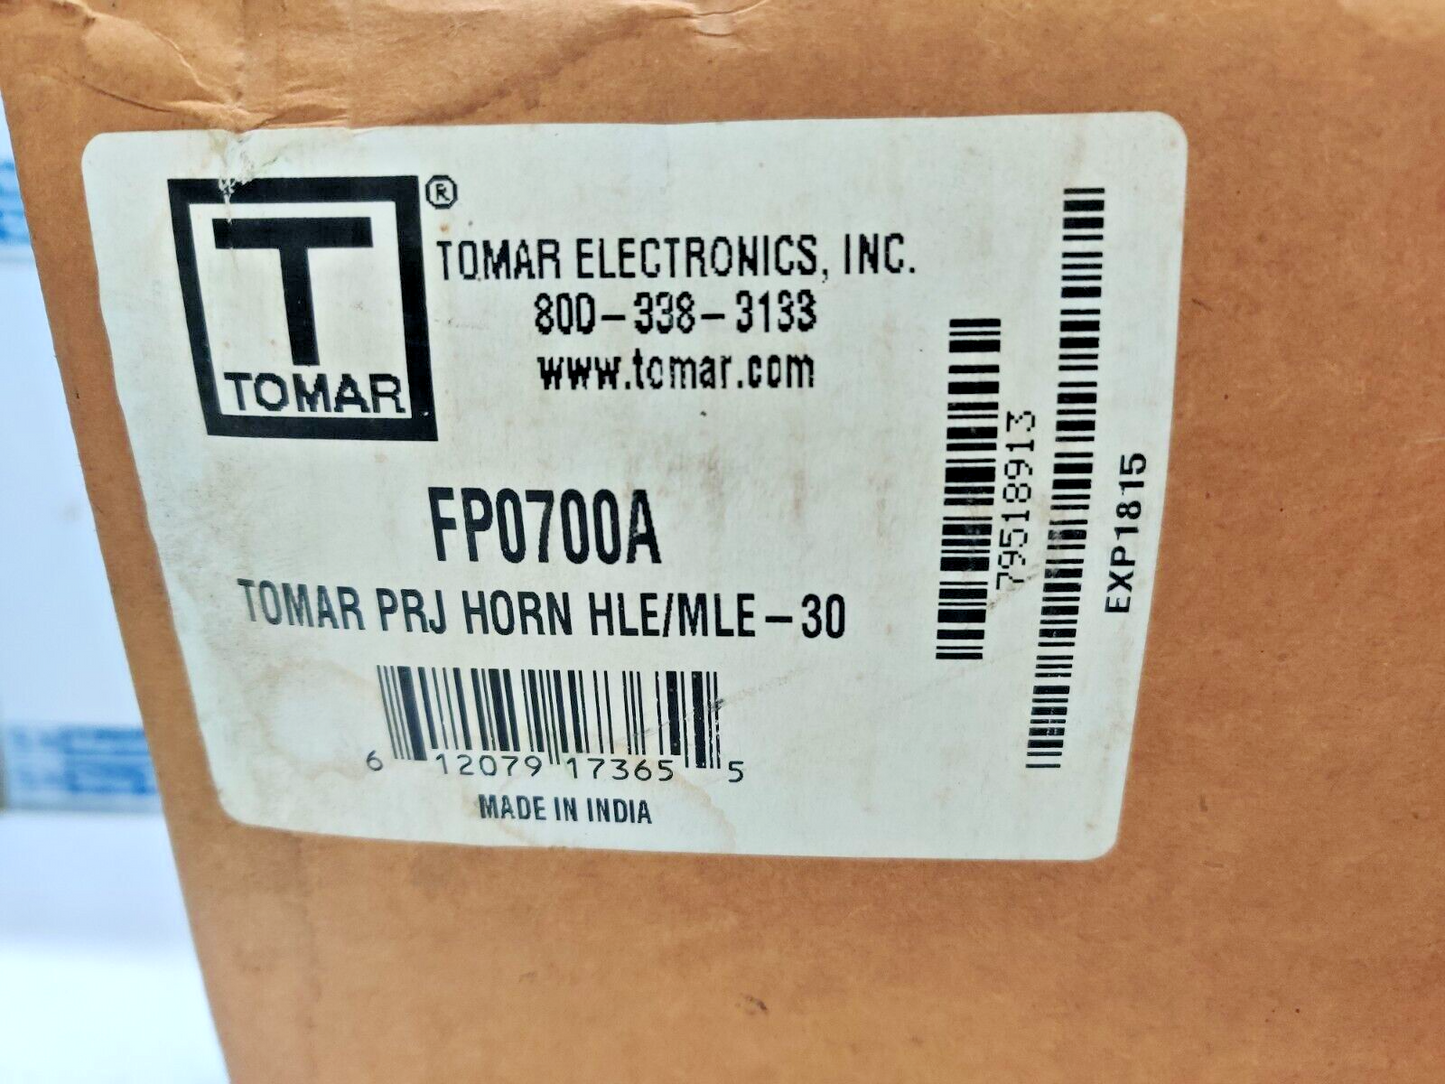 ®
T
TOMAR
TOMAR ELECTRONICS, INC.
800-338-3133
www.tomar.com
FP0700A
TOMAR PRJ HORN HLE/MLE-30
6 12079 17365 5
MADE IN INDIA
79518913
EXP1815